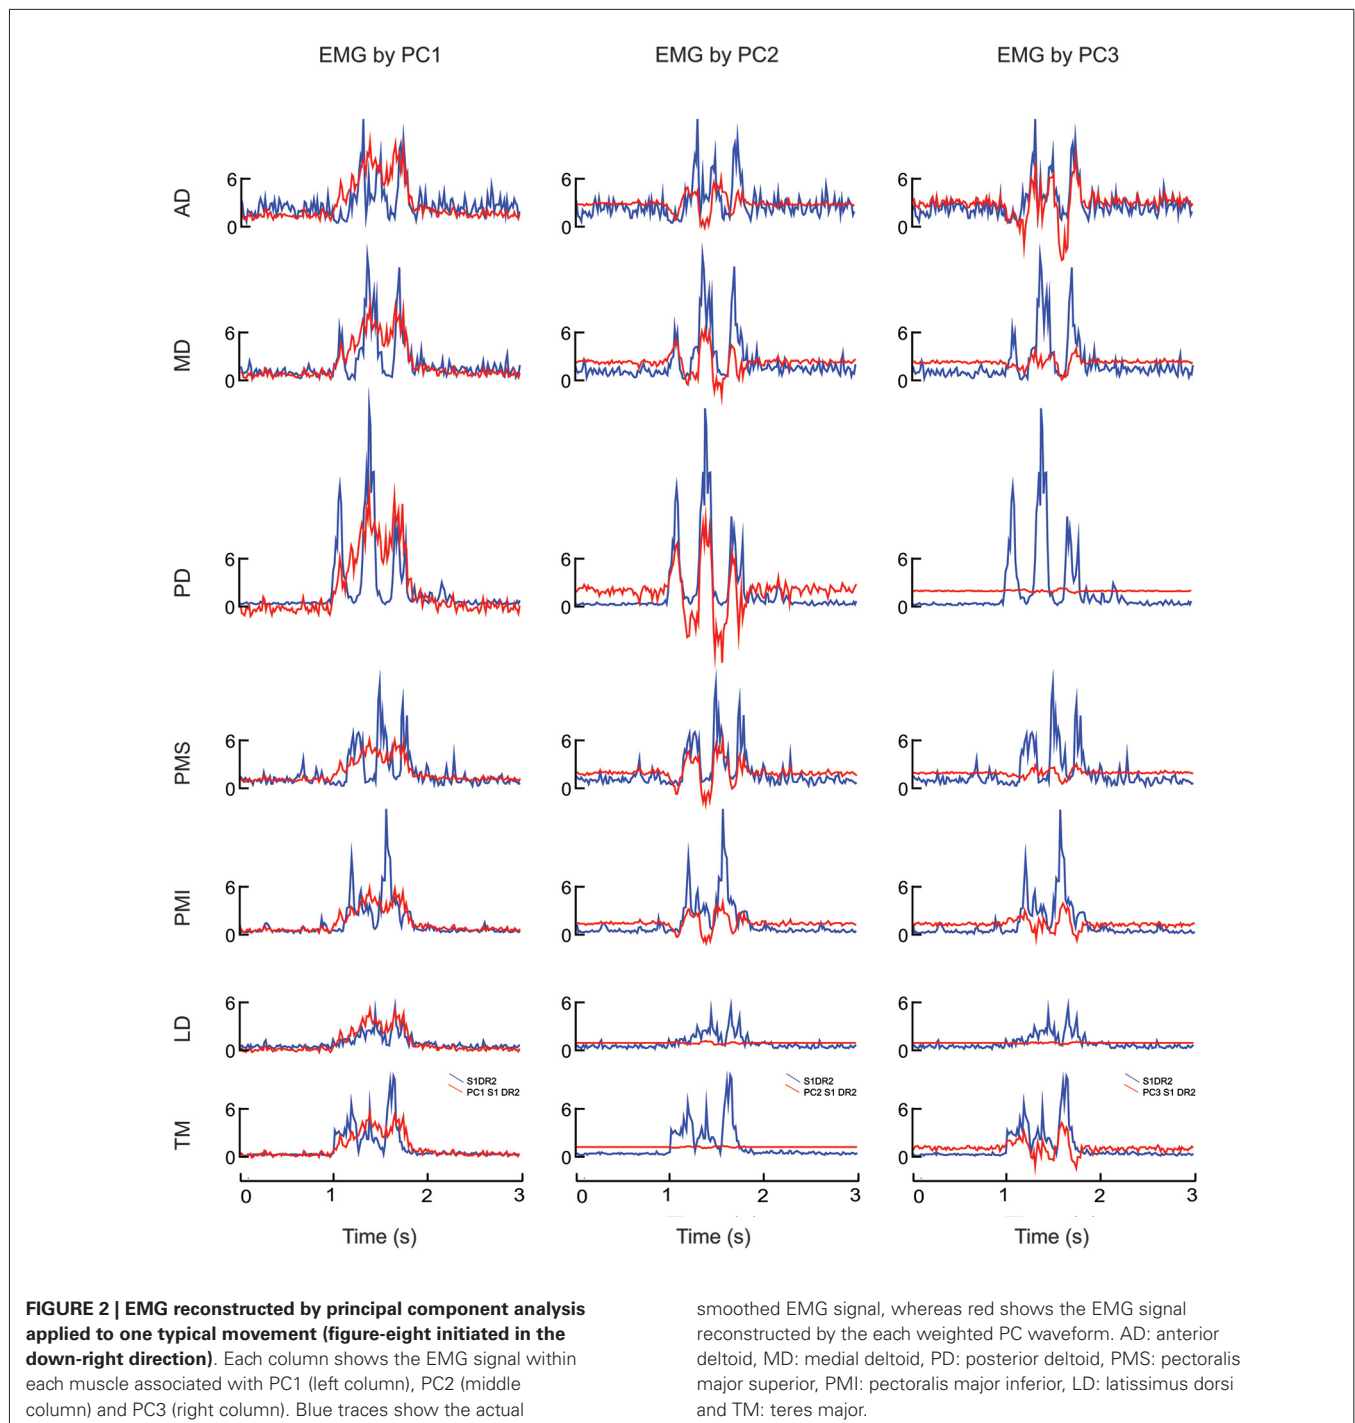 EMG by PC1 EMG by PC2 EMG by PC3
AD 6 0 6 0 6 0
MD 6 0 6 0 6 0
PD 6 0 6 0 6 0
PMS 6 0 6 0 6 0
PMI 6 0 6 0 6 0
LD 6 0 6 0 6 0
S1DR2 S1DR2 S1DR2
PC1 S1 DR2 PC2 S1 DR2 PC3 S1 DR2
TM 6 0 6 0 6 0
0 1 2 3 0 1 2 3 0 1 2 3
Time (s) Time (s) Time (s)
FIGURE 2 | EMG reconstructed by principal component analysis
applied to one typical movement (figure-eight initiated in the
down-right direction). Each column shows the EMG signal within
each muscle associated with PC1 (left column), PC2 (middle
column) and PC3 (right column). Blue traces show the actual
smoothed EMG signal, whereas red shows the EMG signal
reconstructed by the each weighted PC waveform. AD: anterior
deltoid, MD: medial deltoid, PD: posterior deltoid, PMS: pectoralis
major superior, PMI: pectoralis major inferior, LD: latissimus dorsi
and TM: teres major.